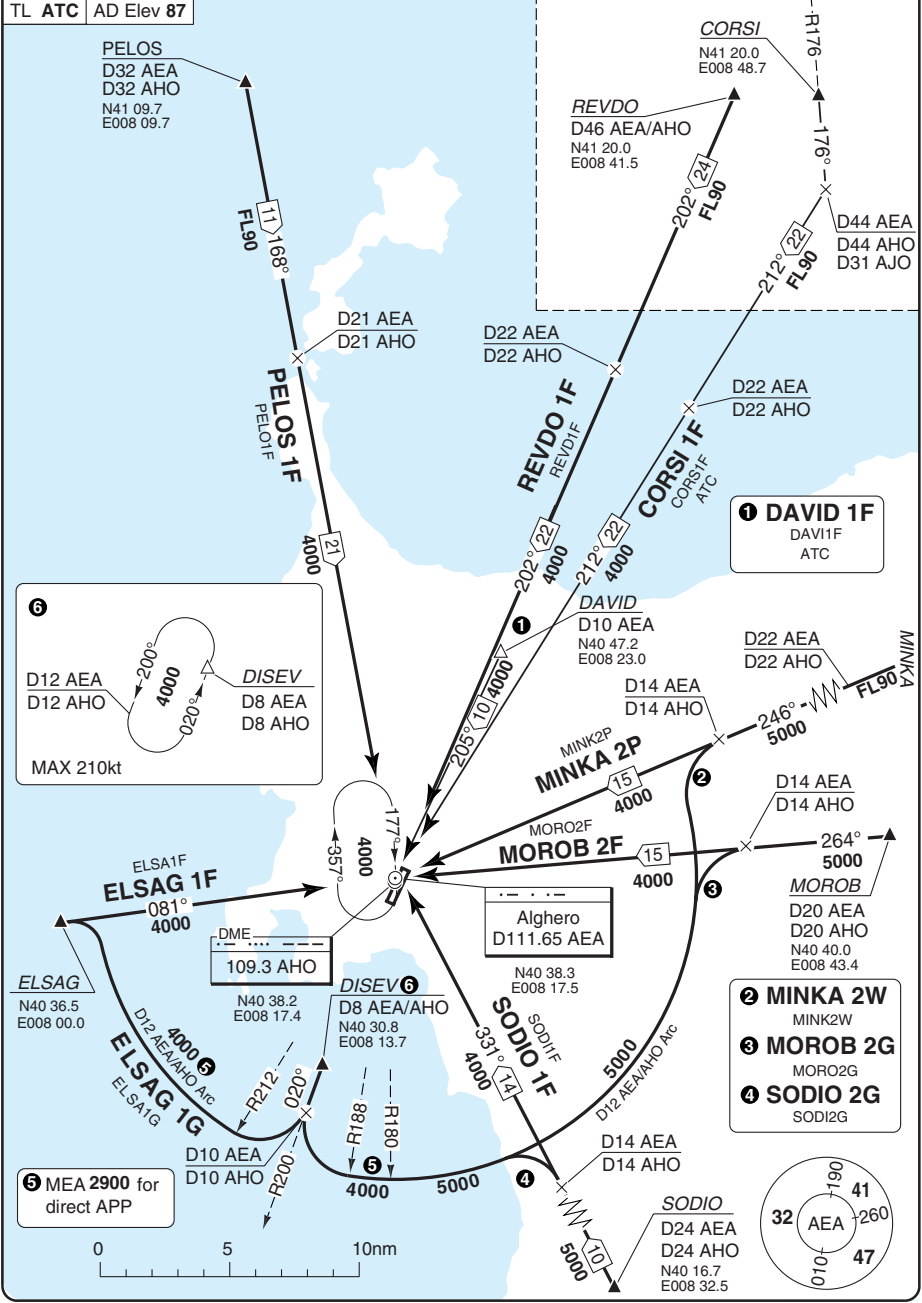 TL ATC AD Elev 87
PELOS
D32 AEA
D32 AHO
N41 09.7
E008 09.7
CORSI
N41 20.0
E008 48.7
R176
176°
REVDO
D46 AEA/AHO
N41 20.0
E008 41.5
24
202°
FL90
D44 AEA
D44 AHO
D31 AJO
22
212°
FL90
11
FL90
168°
D21 AEA
D21 AHO
PELOS 1F
PELO1F
21
4000
D22 AEA
D22 AHO
REVDO 1F
REVD1F
22
202°
4000
D22 AEA
D22 AHO
CORSI 1F
CORS1F
ATC
22
212°
4000
❶ DAVID 1F
DAVI1F
ATC
❶
DAVID
D10 AEA
N40 47.2
E008 23.0
4000
10
205°
❻
D12 AEA
D12 AHO
200°
4000
020°
DISEV
D8 AEA
D8 AHO
MAX 210kt
MINKA
D22 AEA
D22 AHO
FL90
D14 AEA
D14 AHO
246°
5000
MINK2P
MINKA 2P
15
4000
❷
D14 AEA
D14 AHO
MORO2F
MOROB 2F
15
4000
264°
5000
❸
MOROB
D20 AEA
D20 AHO
N40 40.0
E008 43.4
177°
4000
357°
ELSA1F
ELSAG 1F
081°
4000
ELSAG
N40 36.5
E008 00.0
DME
109.3 AHO
N40 38.2
E008 17.4
Alghero
D111.65 AEA
N40 38.3
E008 17.5
DISEV ❻
D8 AEA/AHO
N40 30.8
E008 13.7
4000 ❺
D12 AEA/AHO Arc
ELSAG 1G
ELSA1G
R212
020°
R188
R180
R200
D10 AEA
D10 AHO
❺
4000
5000
SODI1F
SODIO 1F
331°
4000
14
5000
D12 AEA/AHO Arc
❹
D14 AEA
D14 AHO
❷ MINKA 2W
MINK2W
❸ MOROB 2G
MORO2G
❹ SODIO 2G
SODI2G
❺ MEA 2900 for
direct APP
SODIO
D24 AEA
D24 AHO
N40 16.7
E008 32.5
10
5000
0 5 10nm
190
41
32
AEA
260
010
47